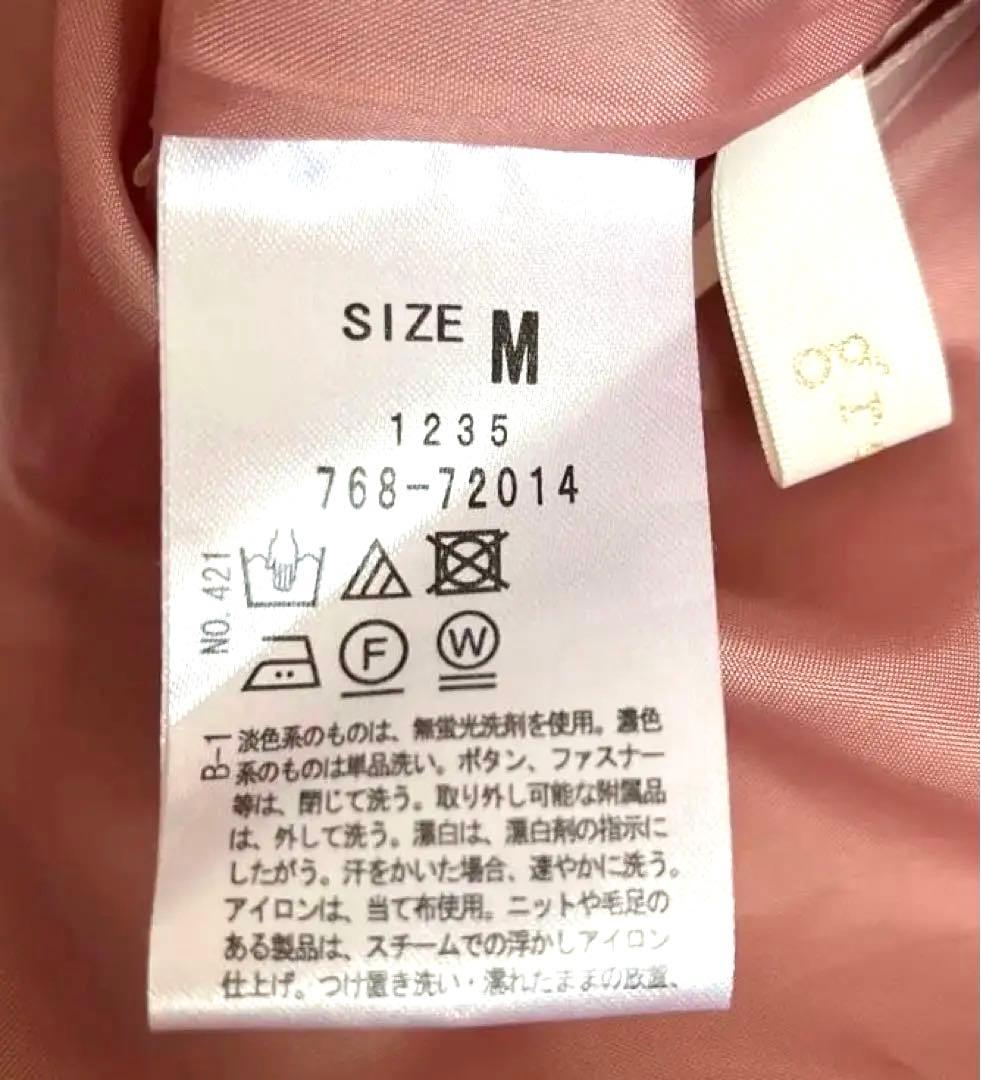 SIZE M
1235
768-72014
NO.421
F
W
B-1
淡色系のものは、無蛍光洗剤を使用。濃色
系のものは単品洗い。ボタン、ファスナー
等は、閉じて洗う。取り外し可能な附属品
は、外して洗う。漂白は、漂白剤の指示に
したがう。汗をかいた場合、速やかに洗う。
アイロンは、当て布使用。ニットや毛足の
ある製品は、スチームでの浮かしアイロン
仕上げ。つけ置き洗い・濡れたままの放置、